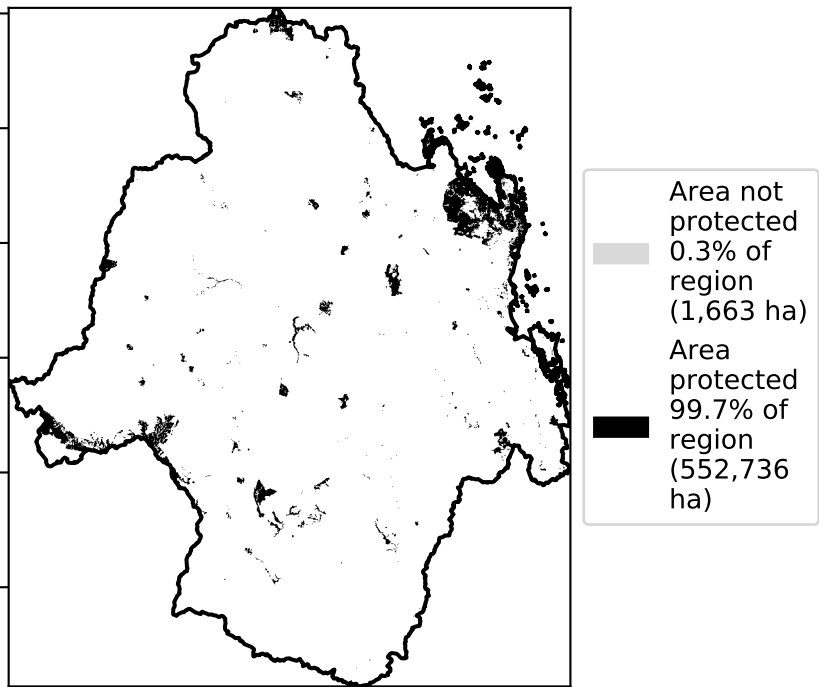 Area not
protected
0.3% of
region
(1,663 ha)
Area
protected
99.7% of
region
(552,736
ha)